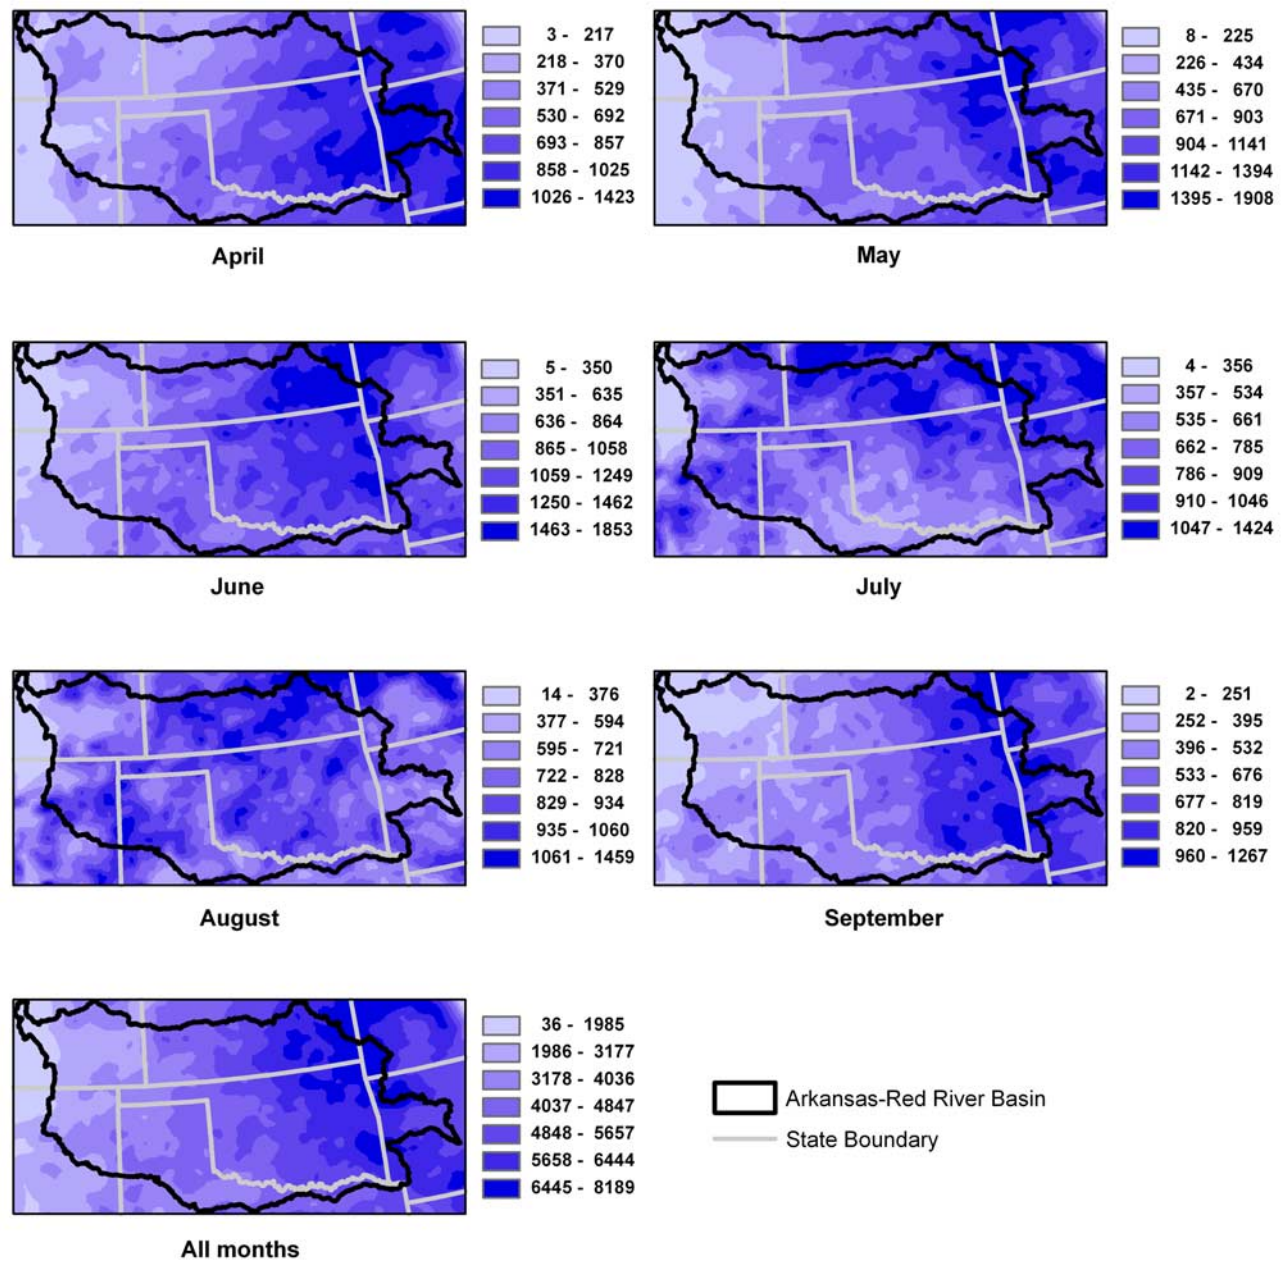 3 - 217
218 - 370
371 - 529
530 - 692
693 - 857
858 - 1025
1026 - 1423
April
8 - 225
226 - 434
435 - 670
671 - 903
904 - 1141
1142 - 1394
1395 - 1908
May
5 - 350
351 - 635
636 - 864
865 - 1058
1059 - 1249
1250 - 1462
1463 - 1853
June
4 - 356
357 - 534
535 - 661
662 - 785
786 - 909
910 - 1046
1047 - 1424
July
14 - 376
377 - 594
595 - 721
722 - 828
829 - 934
935 - 1060
1061 - 1459
August
2 - 251
252 - 395
396 - 532
533 - 676
677 - 819
820 - 959
960 - 1267
September
36 - 1985
1986 - 3177
3178 - 4036
4037 - 4847
4848 - 5657
5658 - 6444
6445 - 8189
All months
Arkansas-Red River Basin
State Boundary